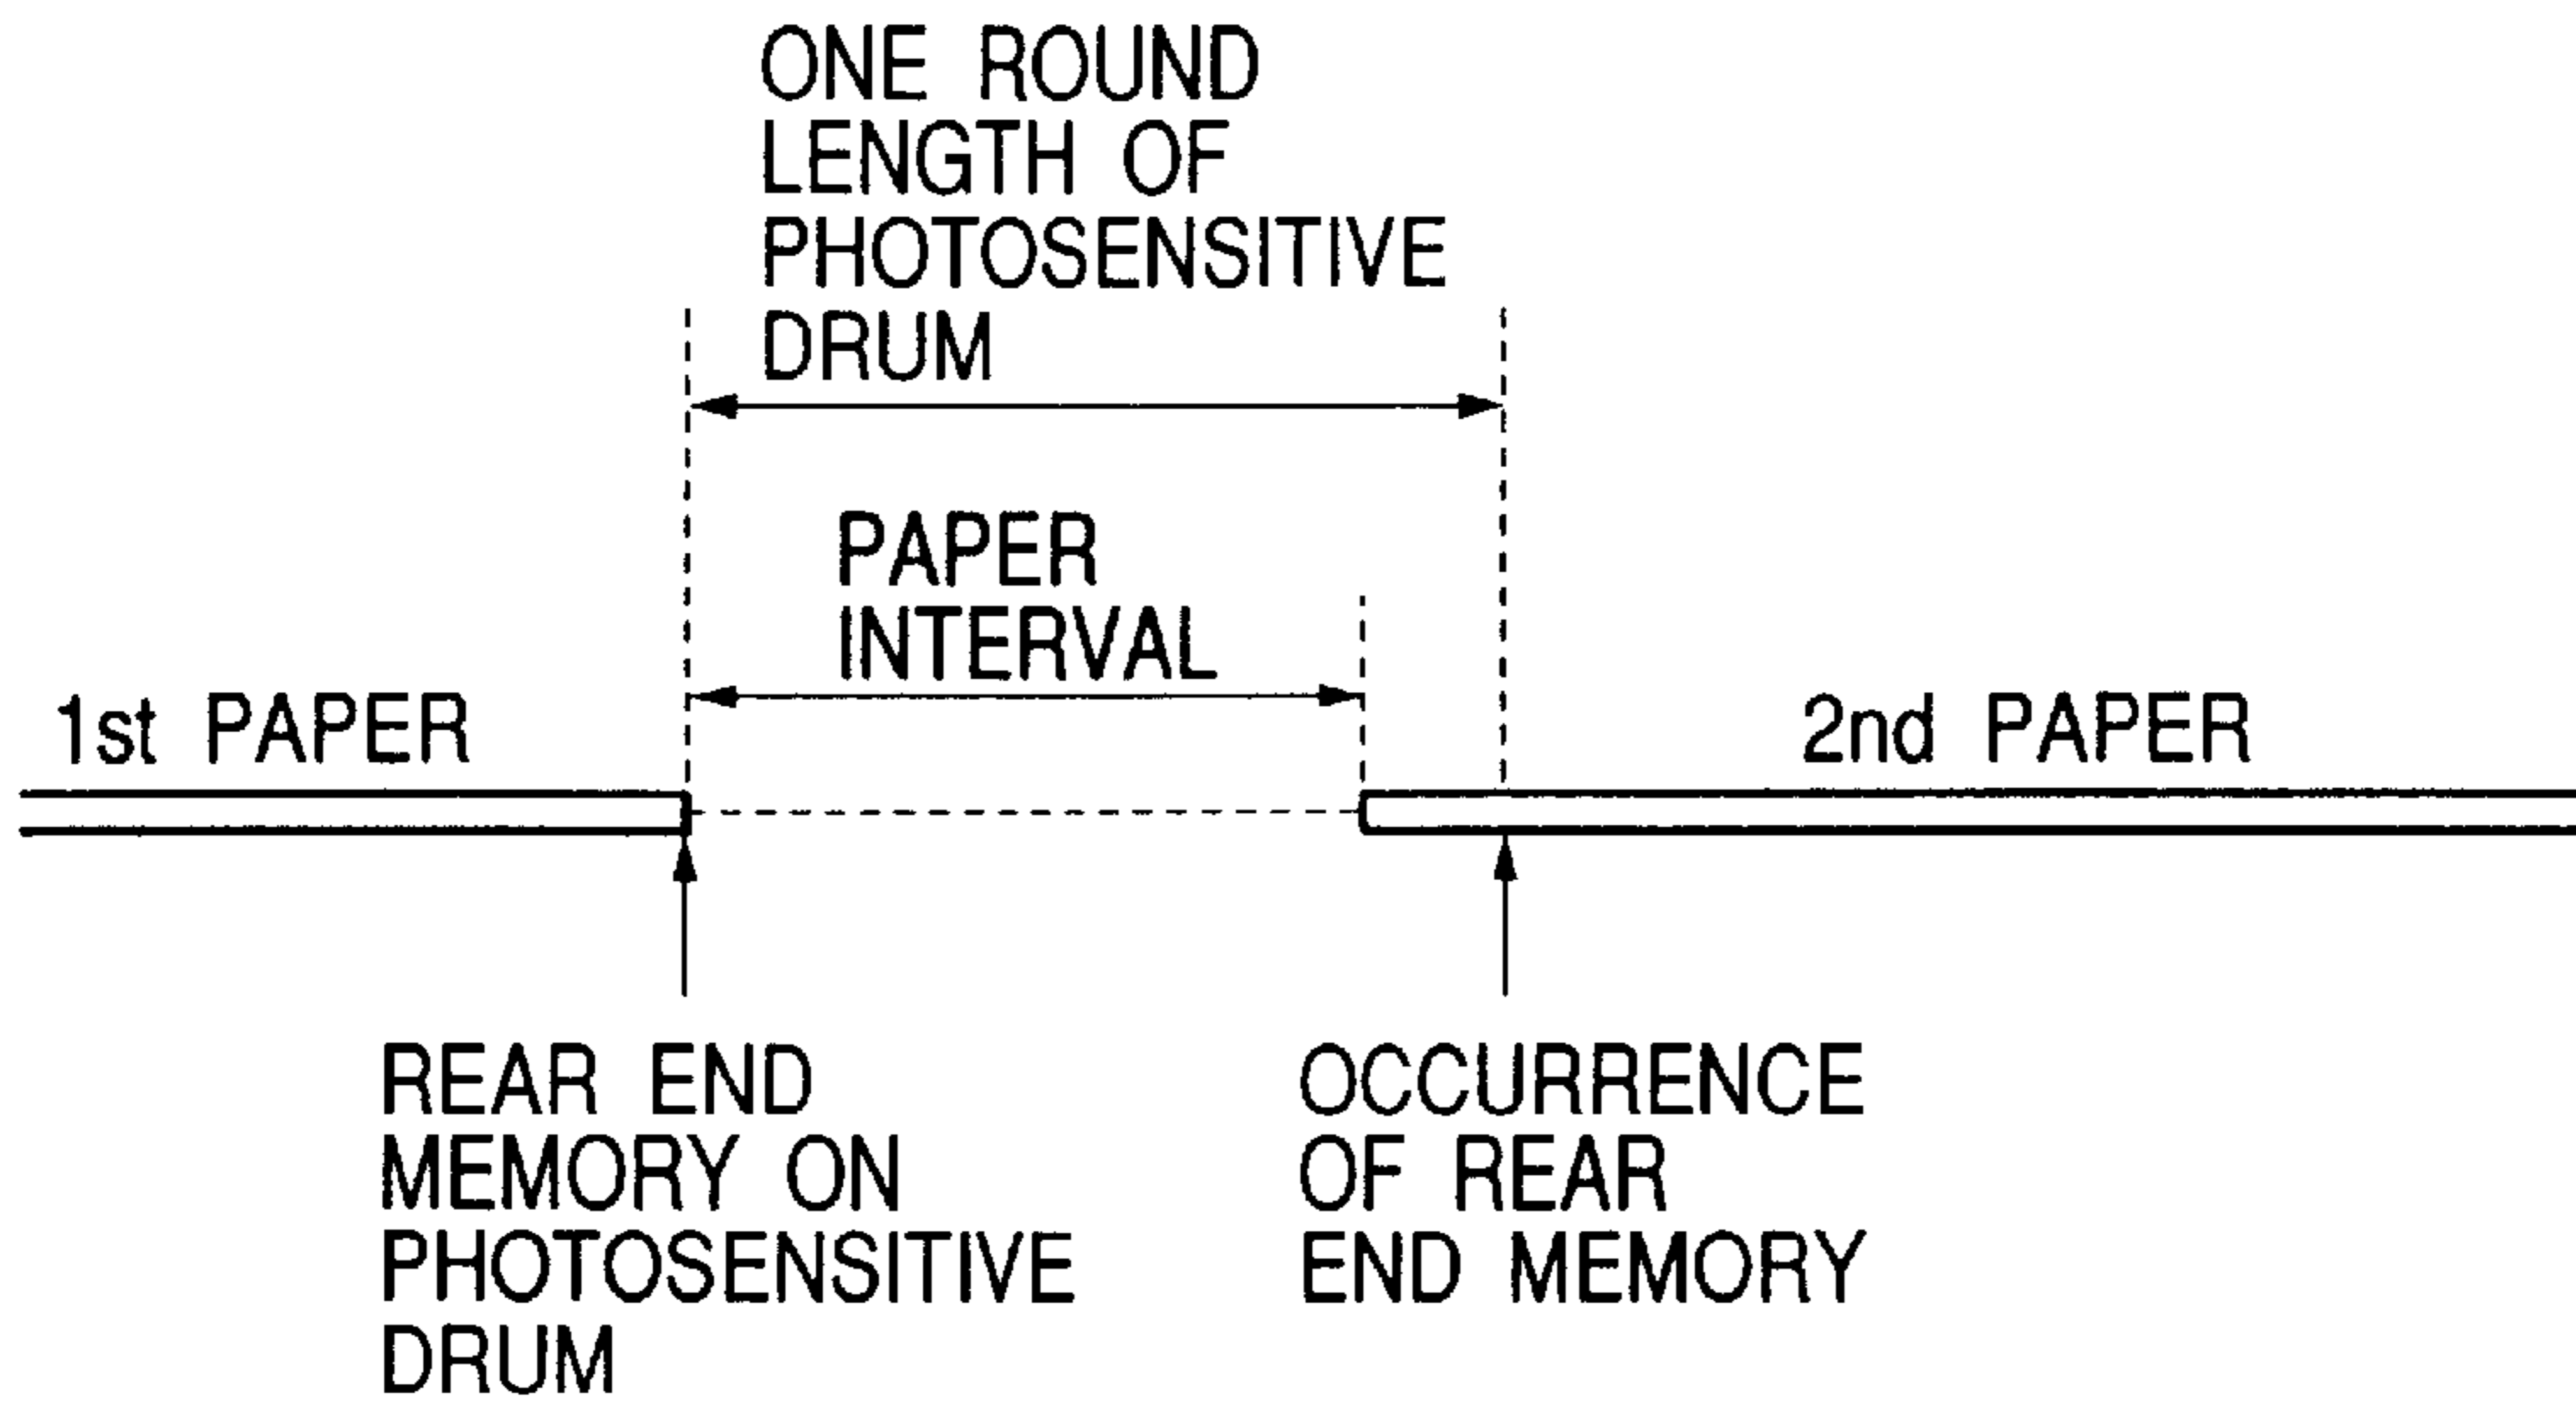 ONE ROUND
LENGTH OF
PHOTOSENSITIVE
DRUM
PAPER
INTERVAL
1st PAPER
2nd PAPER
REAR END
MEMORY ON
PHOTOSENSITIVE
DRUM
OCCURRENCE
OF REAR
END MEMORY